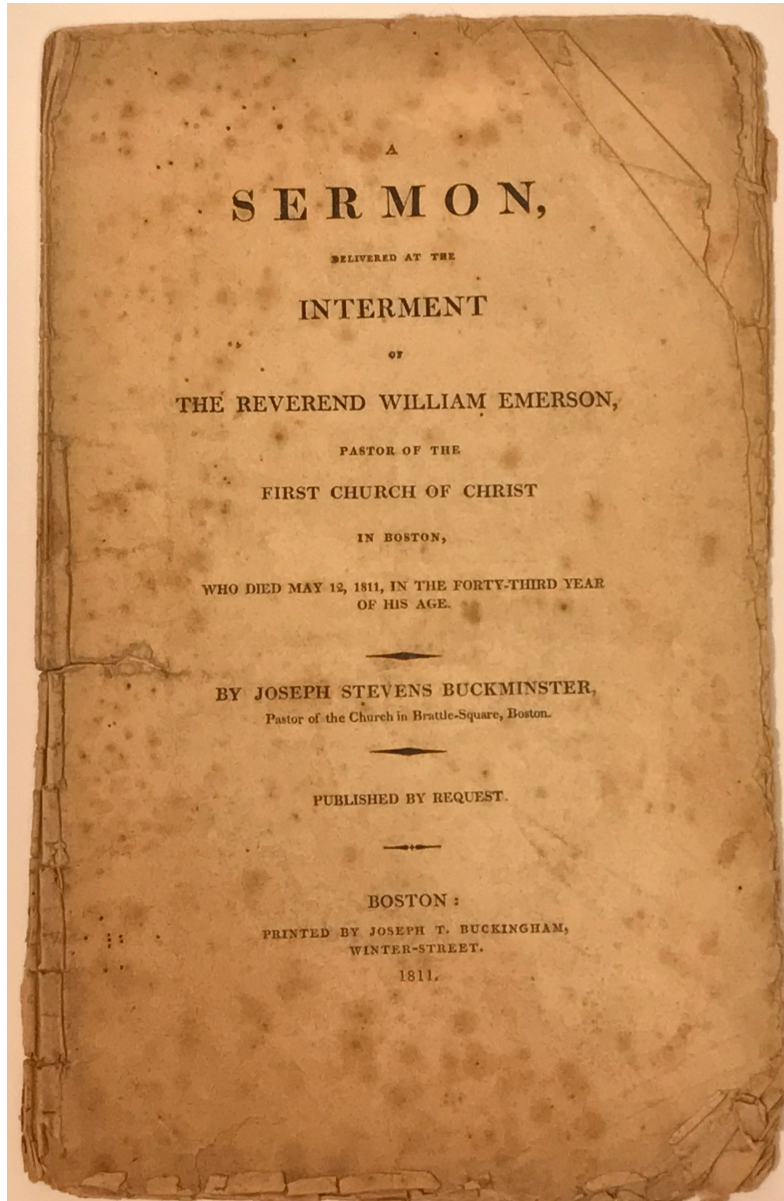 A
SERMON,
DELIVERED AT THE
INTERMENT
OF
THE REVEREND WILLIAM EMERSON,
PASTOR OF THE
FIRST CHURCH OF CHRIST
IN BOSTON,
WHO DIED MAY 12, 1811, IN THE FORTY-THIRD YEAR
OF HIS AGE.
BY JOSEPH STEVENS BUCKMINSTER,
Pastor of the Church in Brattle-Square, Boston.
PUBLISHED BY REQUEST.
BOSTON:
PRINTED BY JOSEPH T. BUCKINGHAM,
WINTER-STREET.
1811.